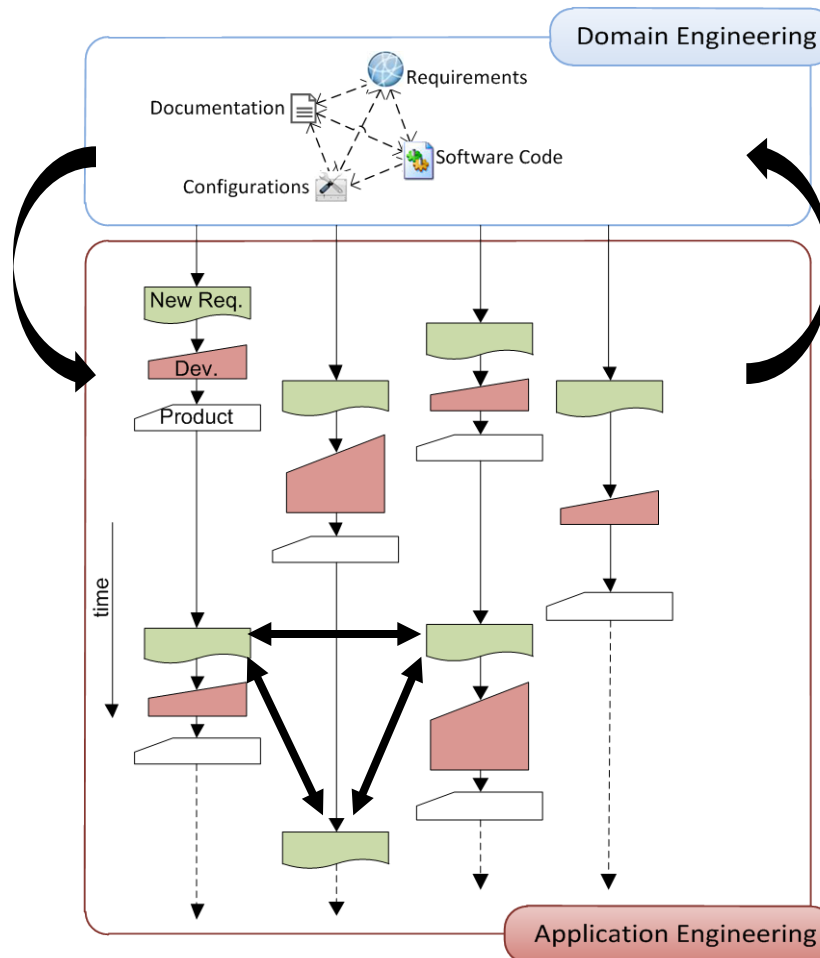 Domain Engineering
Requirements
Documentation
Software Code
Configurations
New Req.
Dev.
Product
time
Application Engineering